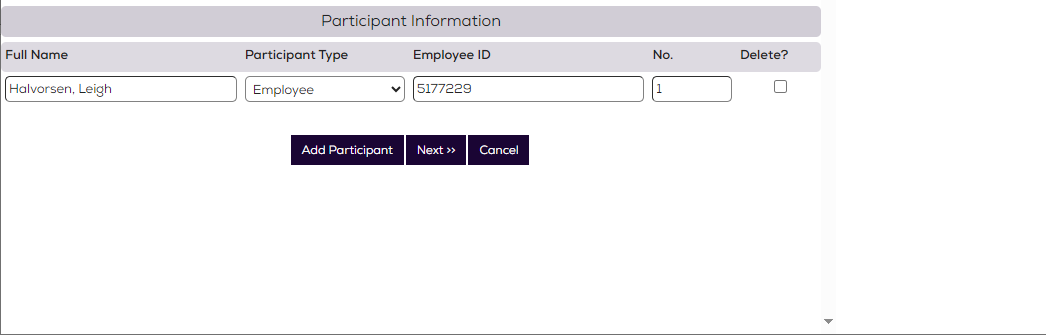 Participant Information
Full Name Participant Type Employee ID No. Delete?
Halvorsen, Leigh Employee 5177229 1
Add Participant Next >> Cancel